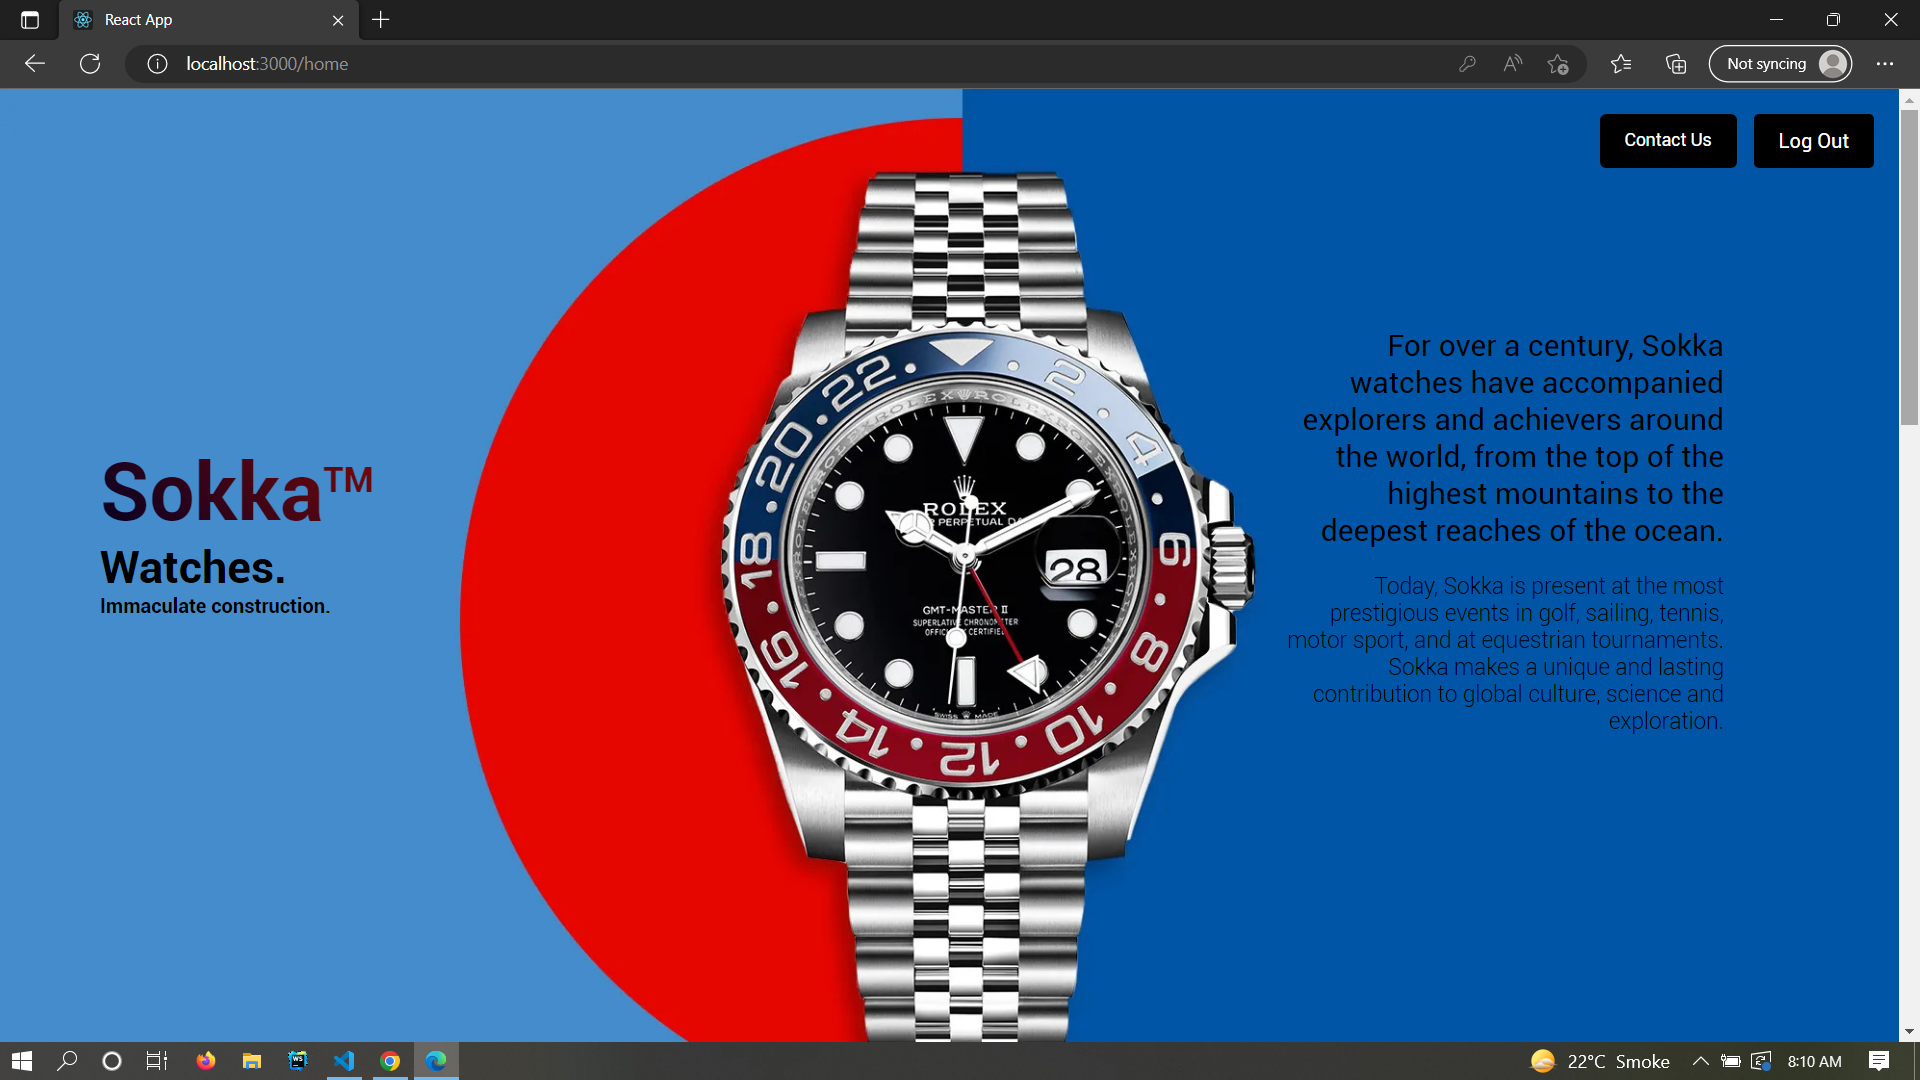 React App
localhost:3000/home
Not syncing
Contact Us
Log Out
Sokka™
Watches.
Immaculate construction.
22
2
20
4
18
6
16
8
14
12
10
ROLEX
28
GMT-MASTER II
SUPERLATIVE CHRONOMETER
SWISS MADE
For over a century, Sokka
watches have accompanied
explorers and achievers around
the world, from the top of the
highest mountains to the
deepest reaches of the ocean.
Today, Sokka is present at the most
prestigious events in golf, sailing, tennis,
motor sport, and at equestrian tournaments.
Sokka makes a unique and lasting
contribution to global culture, science and
exploration.
22°C Smoke
8:10 AM